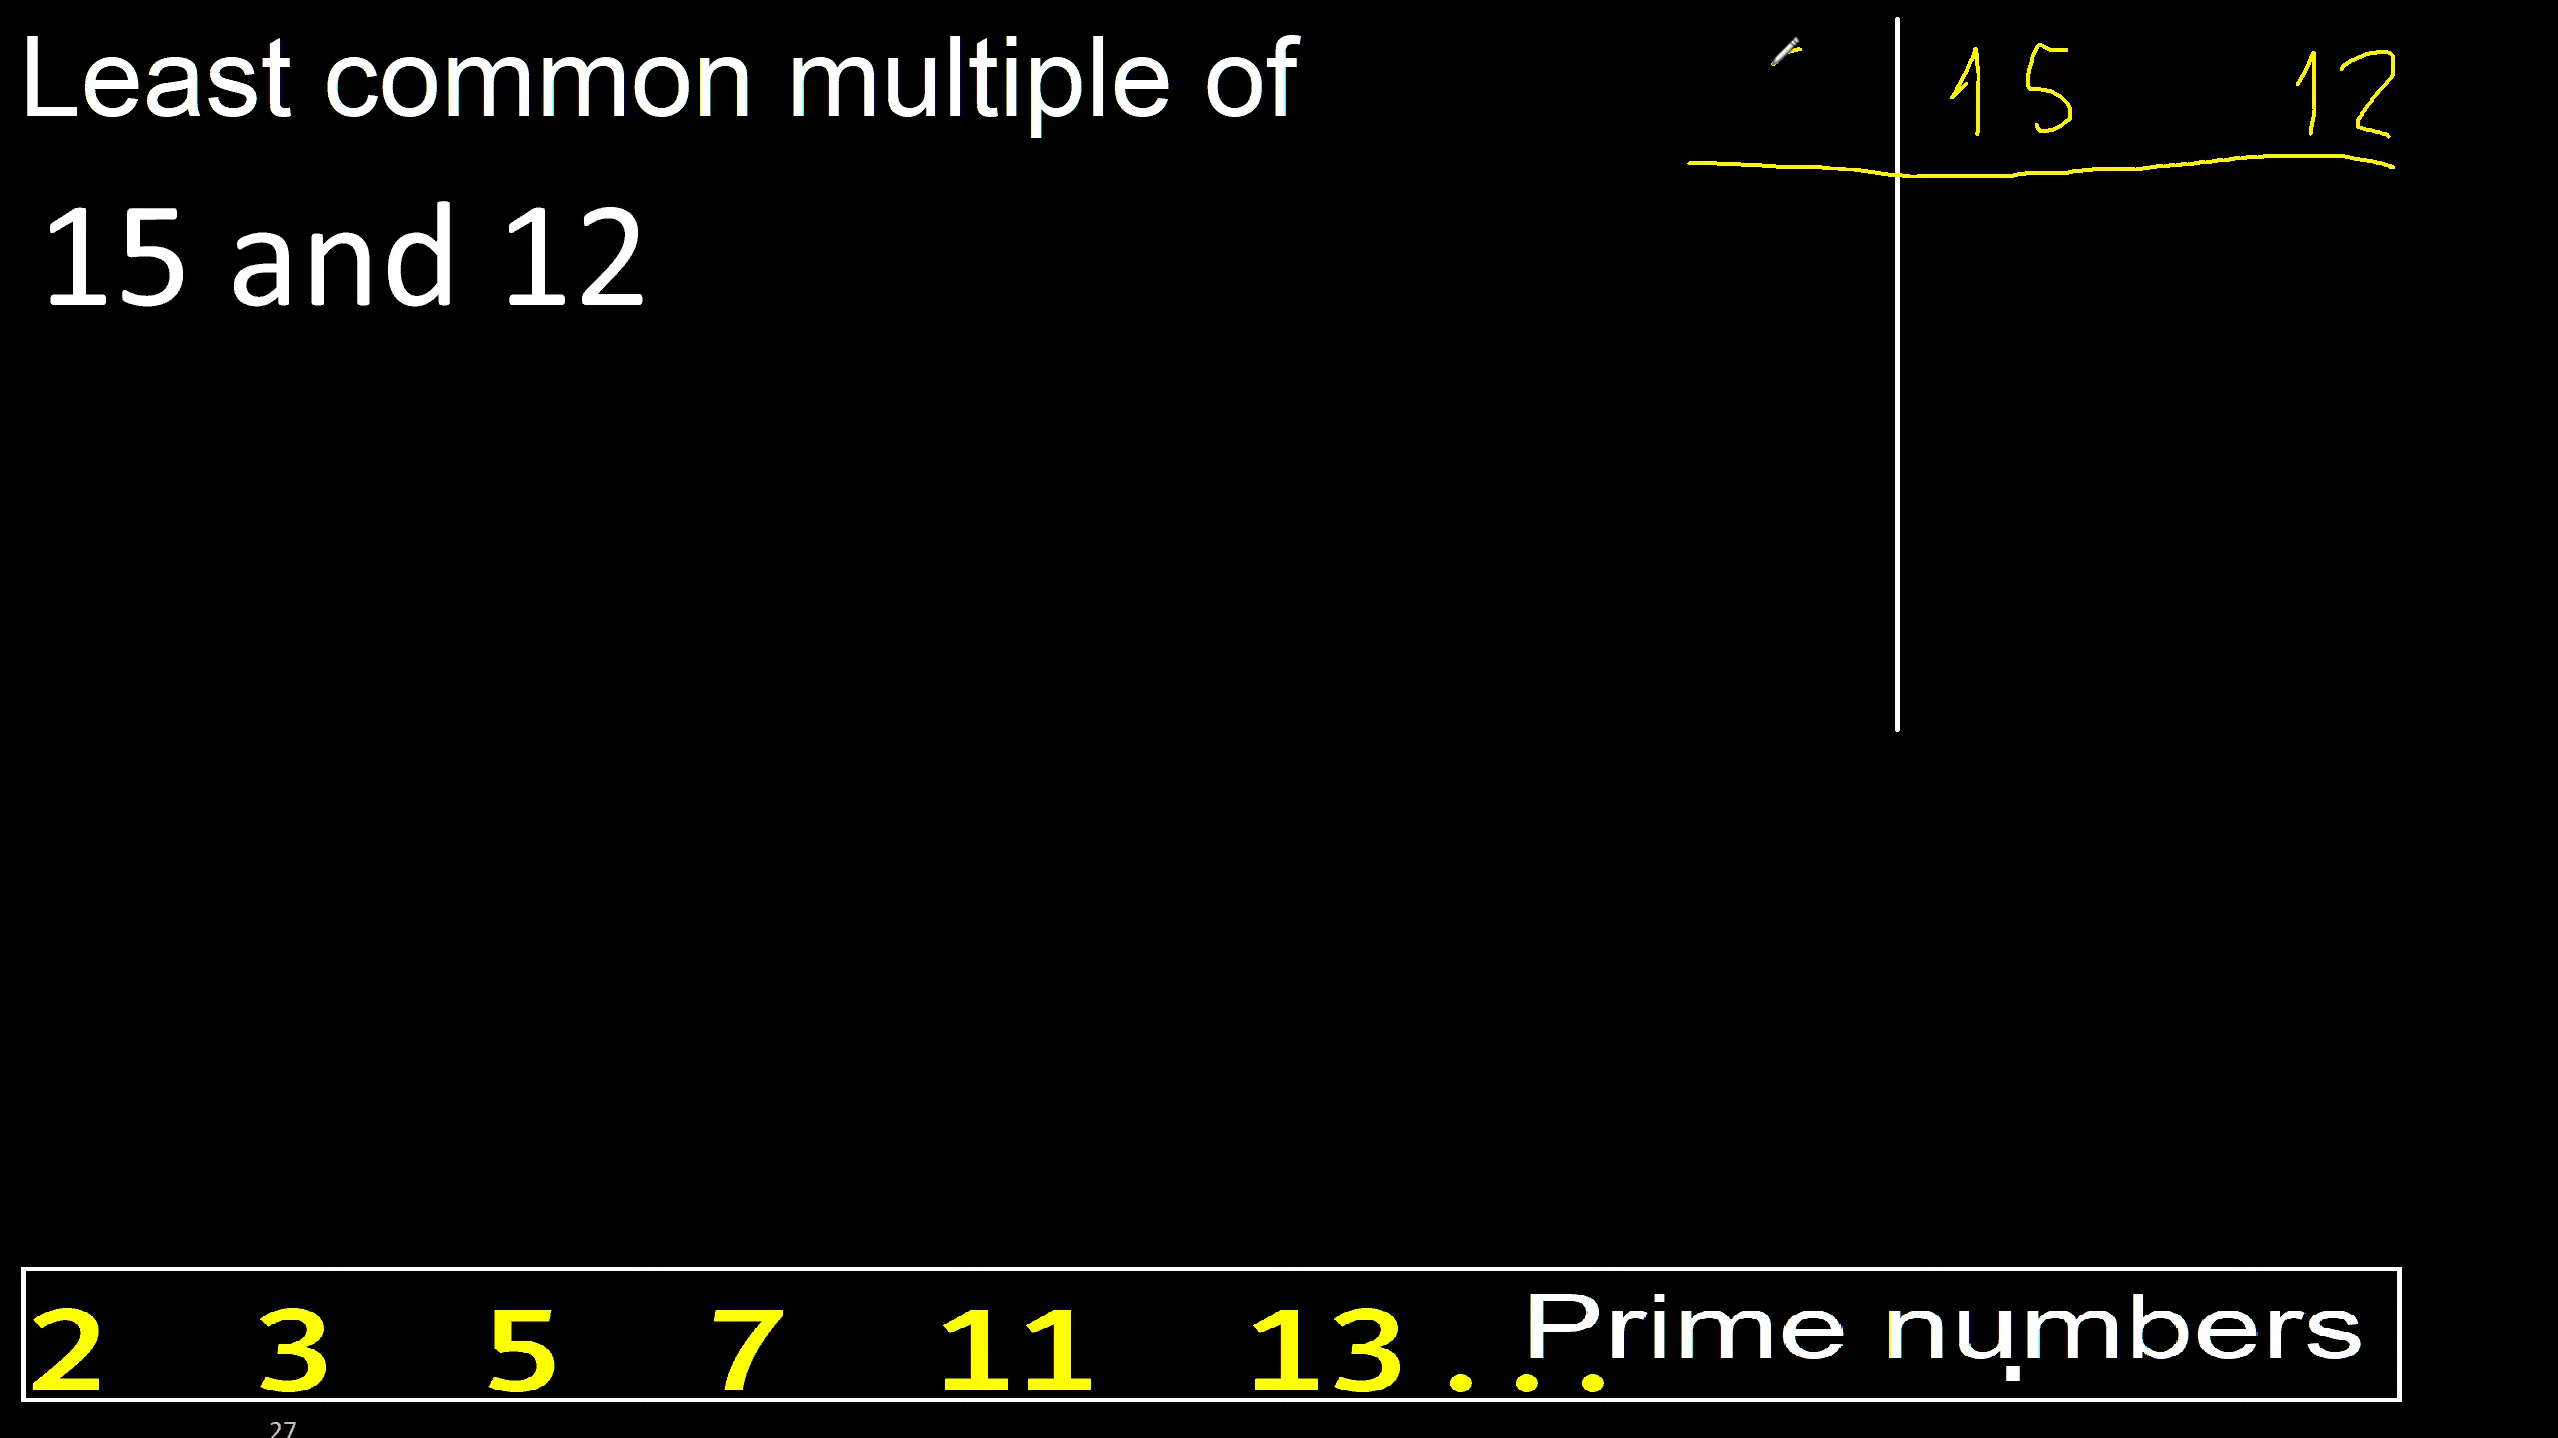 Least common multiple of
15 and 12
15 12
2 3 5 7 11 13 . . . Prime numbers
.
27